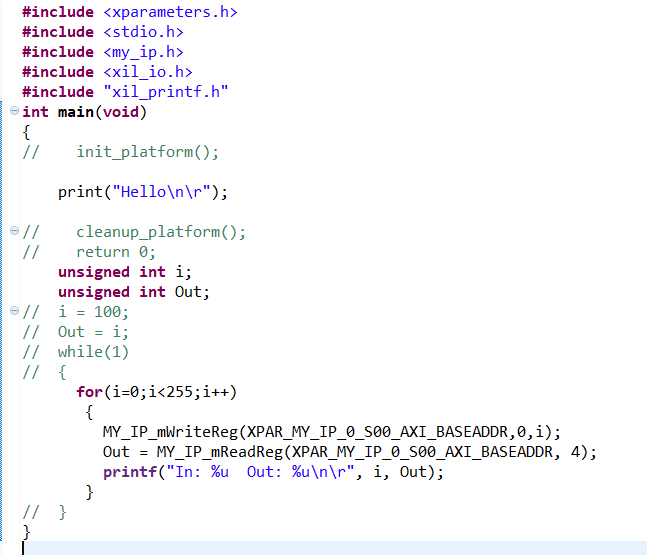 #include <xparameters.h>
#include <stdio.h>
#include <my_ip.h>
#include <xil_io.h>
#include "xil_printf.h"
int main(void)
{
//    init_platform();
    print("Hello\n\r");
//    cleanup_platform();
//    return 0;
    unsigned int i;
    unsigned int Out;
//  i = 100;
//  Out = i;
//  while(1)
//  {
      for(i=0;i<255;i++)
       {
         MY_IP_mWriteReg(XPAR_MY_IP_0_S00_AXI_BASEADDR,0,i);
         Out = MY_IP_mReadReg(XPAR_MY_IP_0_S00_AXI_BASEADDR, 4);
         printf("In: %u  Out: %u\n\r", i, Out);
       }
//  }
}